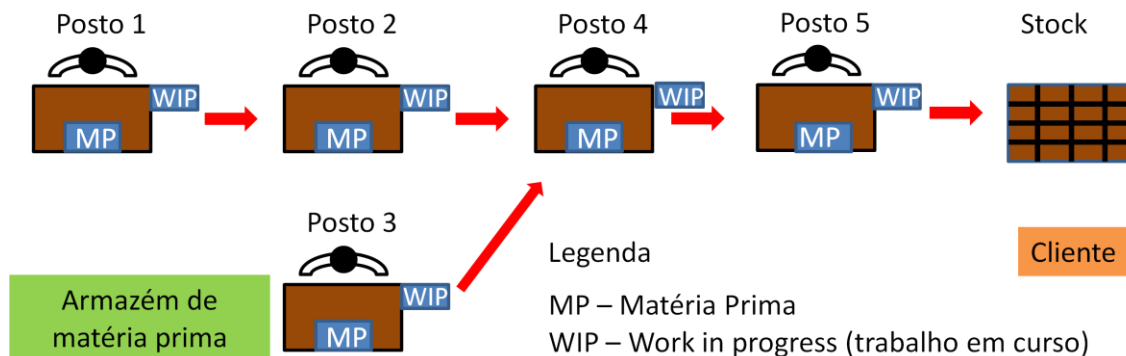 Posto 1
Posto 2
Posto 4
Posto 5
Stock
WIP
WIP
WIP
WIP
MP
MP
MP
MP
Posto 3
Legenda
Cliente
Armazém de
matéria prima
WIP
MP – Matéria Prima
MP
WIP – Work in progress (trabalho em curso)